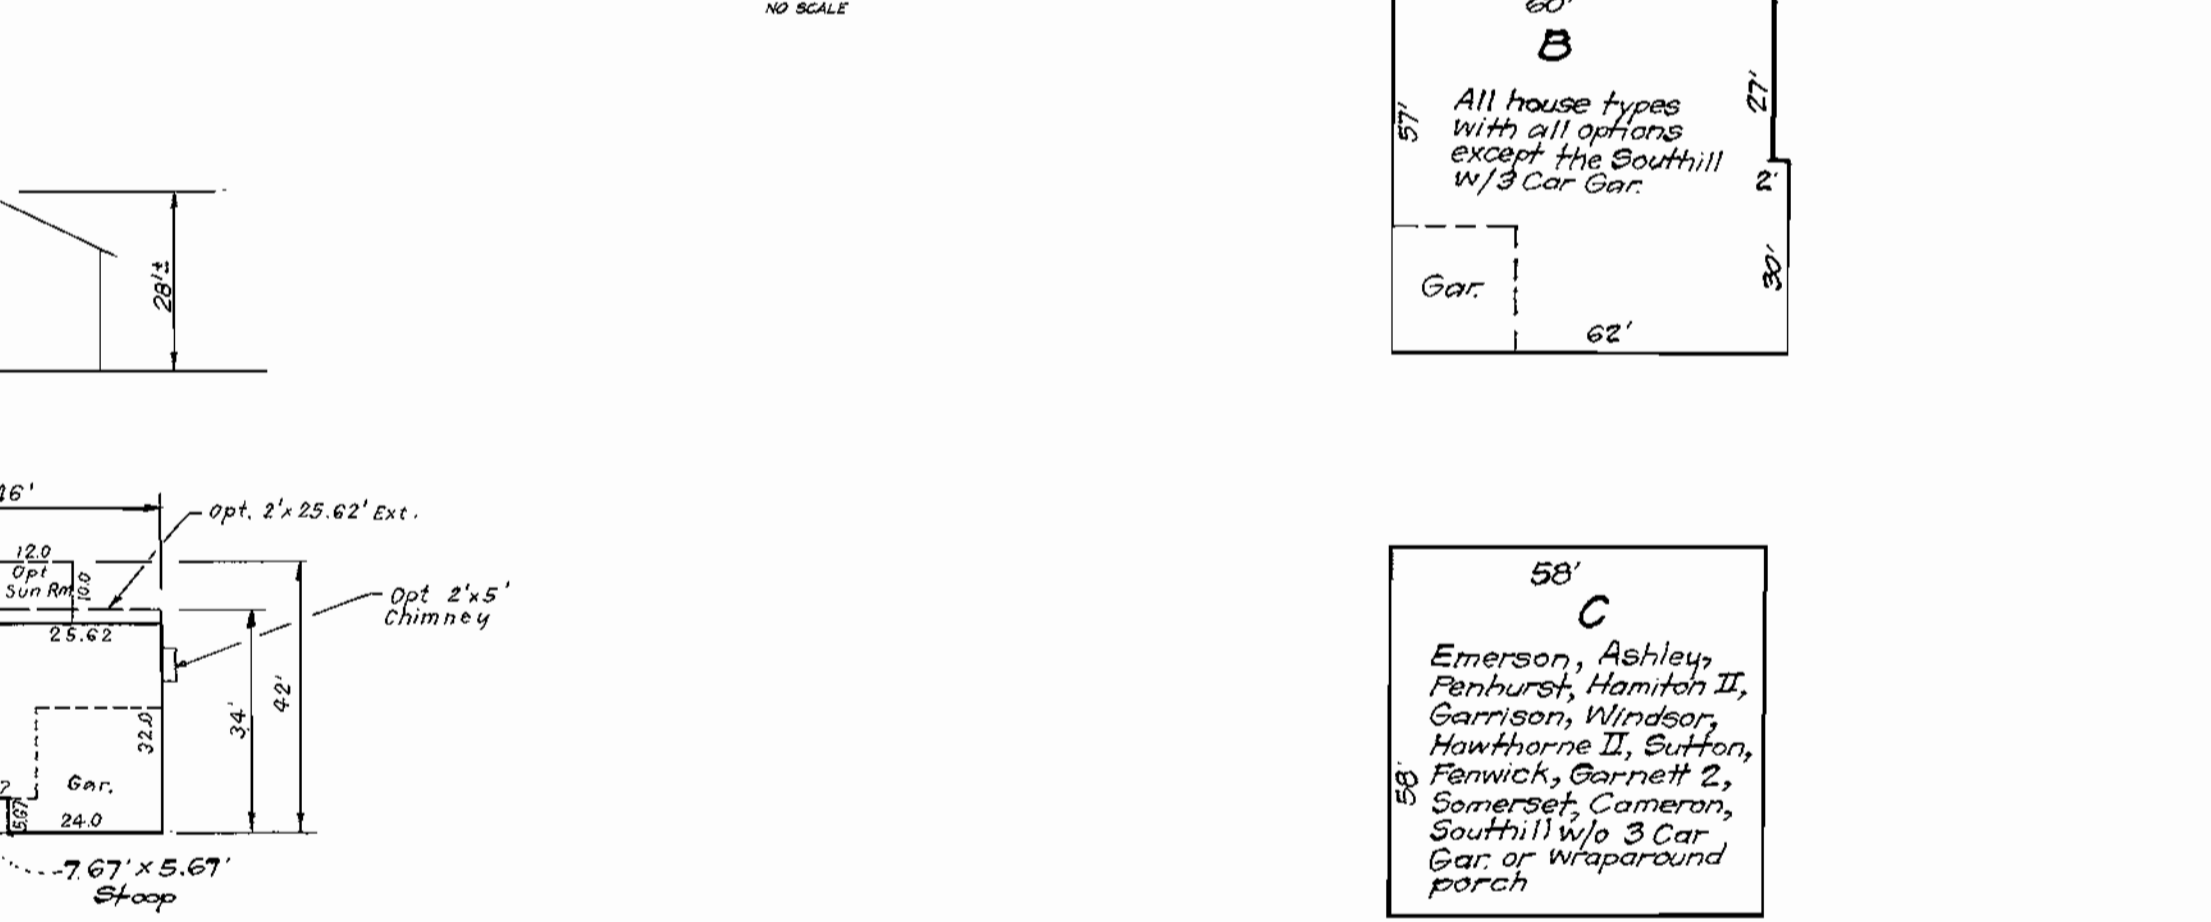 NO SCALE
60'
B
57'
27'
All house types
with all options
except the Southill
w/3 Car Gar.
2'
30'
Gar.
62'
28'±
Opt. 2'x25.62' Ext.
12.0
Opt
Sun Rm
10.0
25.62
Opt 2'x5'
Chimney
34'
42'
32.0
Gar.
5.67
24.0
7.67' x 5.67'
Stoop
58'
C
58'
Emerson, Ashley,
Penhurst, Hamiton II,
Garrison, Windsor,
Hawthorne II, Sutton,
Fenwick, Garnett 2,
Somerset, Cameron,
Southill w/o 3 Car
Gar. or wraparound
porch